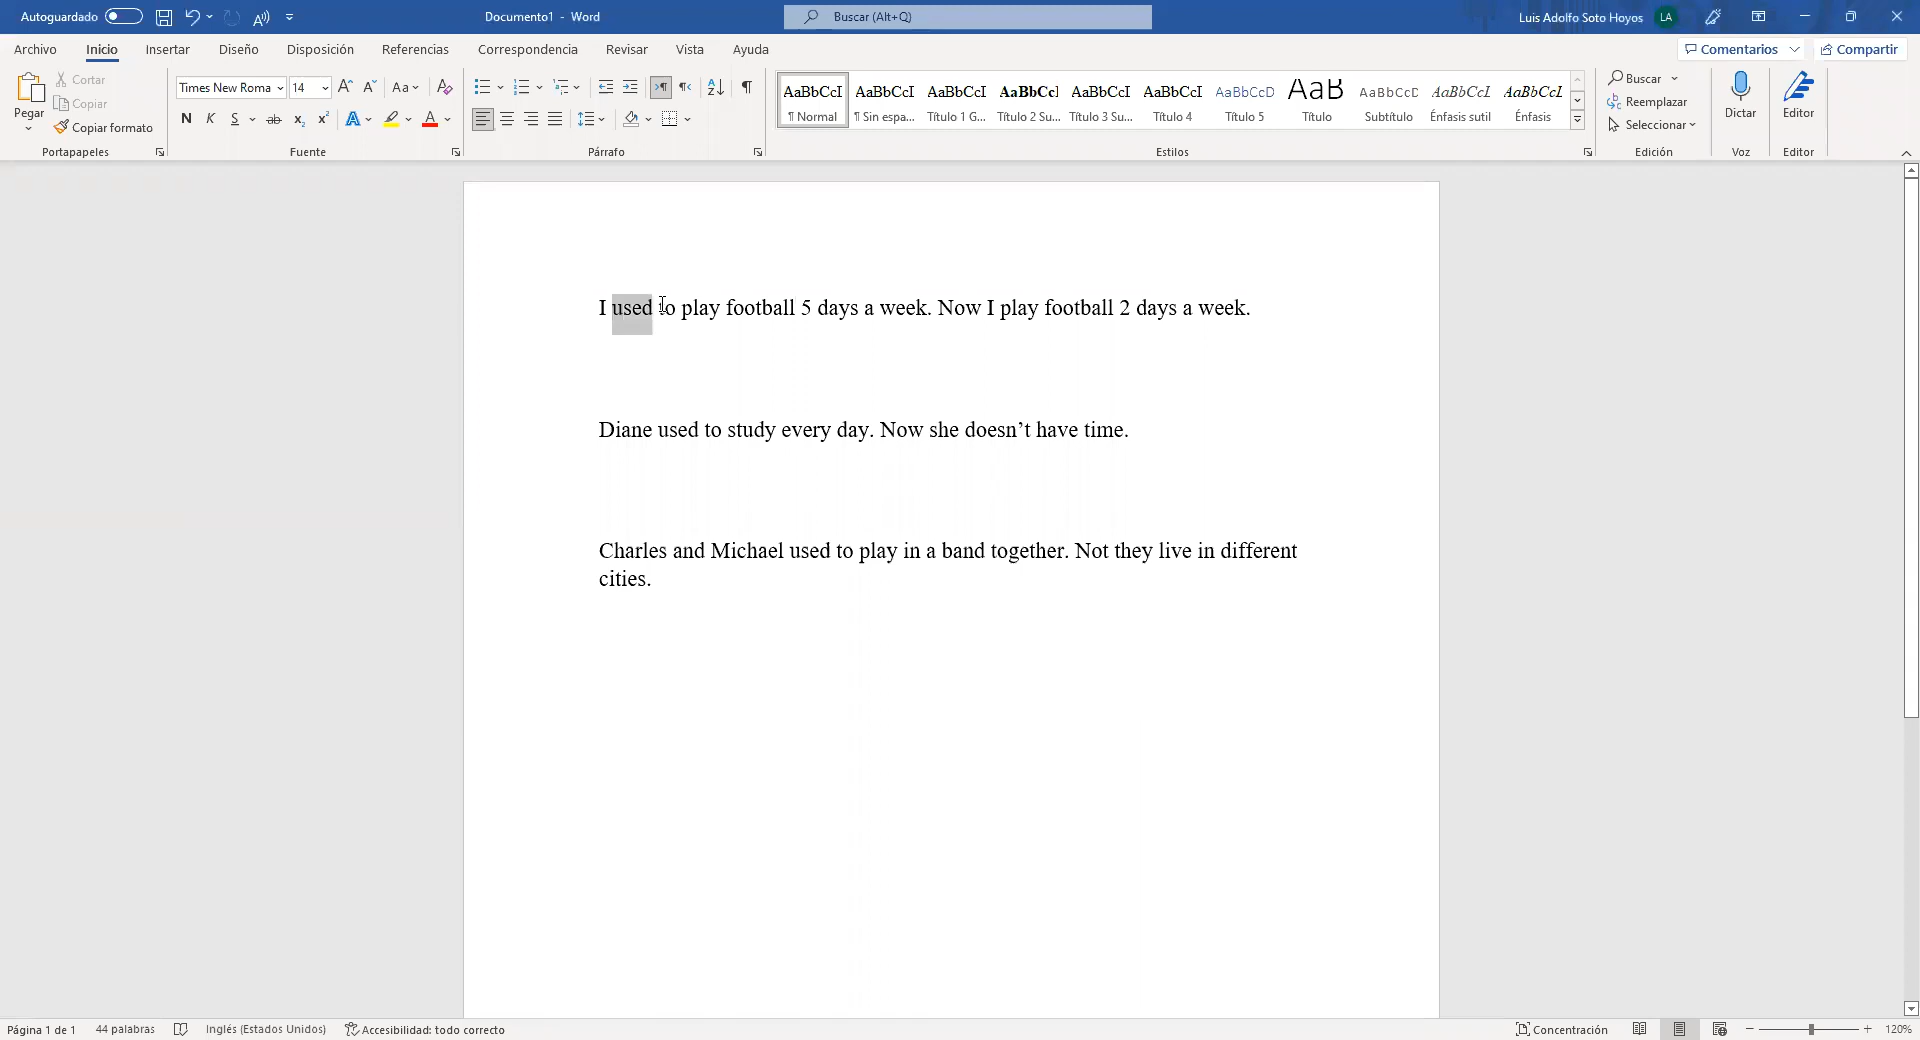 Autoguardado
Documento1 - Word
Buscar (Alt+Q)
Luis Adolfo Soto Hoyos
LA
Archivo Inicio Insertar Diseño Disposición Referencias Correspondencia Revisar Vista Ayuda
Comentarios
Compartir
Pegar
Cortar
Copiar
Copiar formato
Portapapeles
Times New Roma 14
Aa
N K S ab x₂ x²
A A
Fuente
Párrafo
AaBbCcI AaBbCcI AaBbCcI AaBbCcI AaBbCcI AaBbCcI AaBbCcD AaB AaBbCcD AaBbCcL AaBbCcL
¶ Normal ¶ Sin espa... Título 1 G... Título 2 Su... Título 3 Su... Título 4 Título 5 Título Subtítulo Énfasis sutil Énfasis
Estilos
Buscar
Reemplazar
Seleccionar
Edición
Dictar
Voz
Editor
Editor
I used to play football 5 days a week. Now I play football 2 days a week.
Diane used to study every day. Now she doesn’t have time.
Charles and Michael used to play in a band together. Not they live in different
cities.
Página 1 de 1 44 palabras Inglés (Estados Unidos) Accesibilidad: todo correcto
Concentración
120%